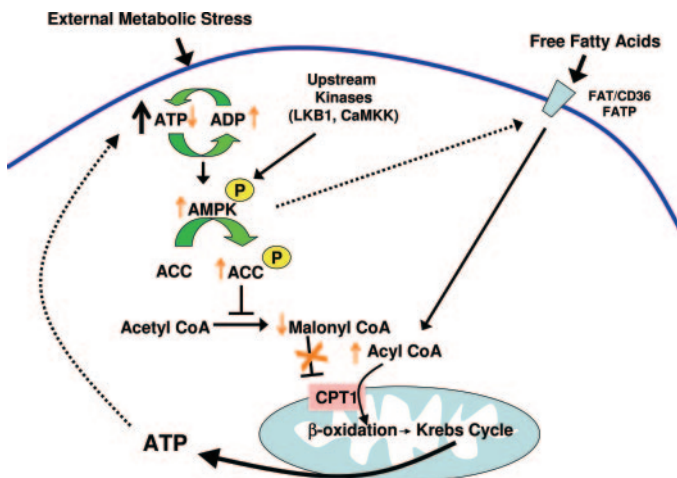 External Metabolic Stress
Free Fatty Acids
Upstream
Kinases
(LKB1, CaMKK)
FAT/CD36
FATP
ATP ADP
P
AMPK
P
ACC ACC
Acetyl CoA Malonyl CoA
Acyl CoA
CPT1
β-oxidation Krebs Cycle
ATP